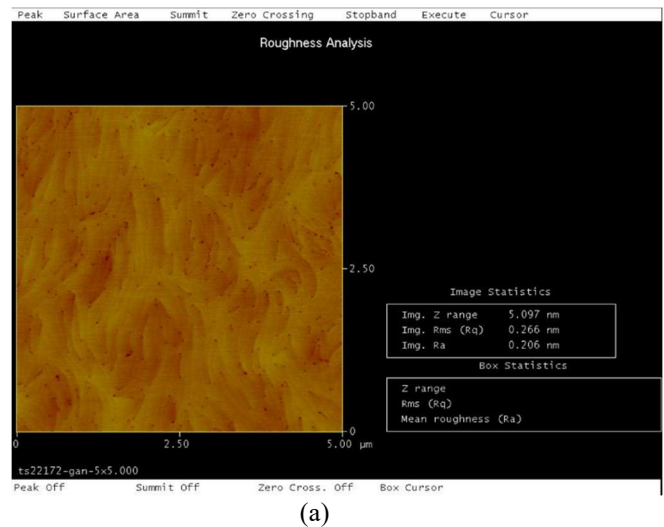 Peak Surface Area Summit Zero Crossing Stopband Execute Cursor
Roughness Analysis
5.00
2.50
Image Statistics
Img. Z range 5.097 nm
Img. Rms (Rq) 0.266 nm
Img. Ra 0.206 nm
Box Statistics
Z range
Rms (Rq)
Mean roughness (Ra)
0
0 2.50 5.00 µm
ts22172-gan-5x5.000
Peak Off Summit Off Zero Cross. Off Box Cursor
(a)